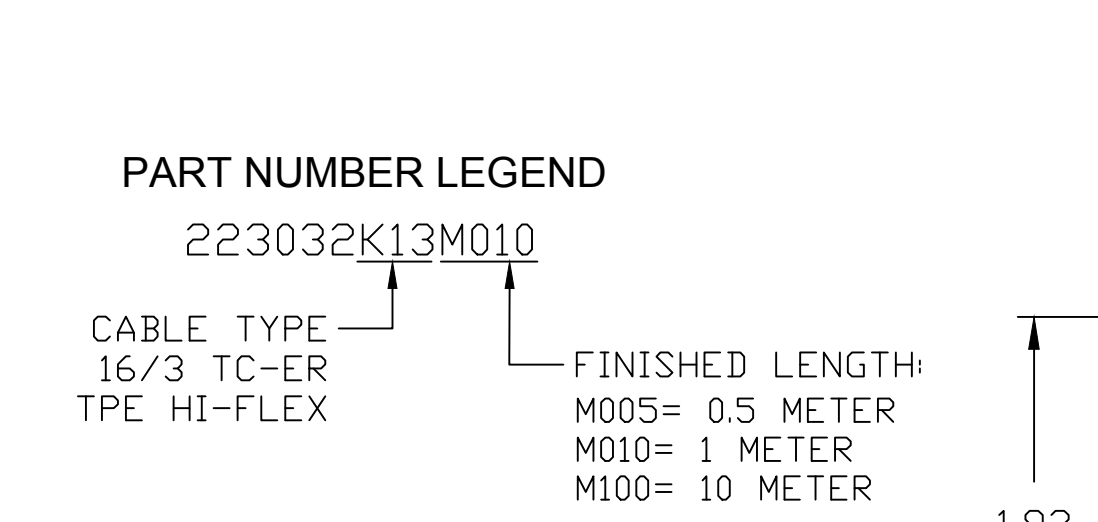 PART NUMBER LEGEND
223032K13M010
CABLE TYPE
16/3 TC-ER
TPE HI-FLEX
FINISHED LENGTH:
M005= 0.5 METER
M010= 1 METER
M100= 10 METER